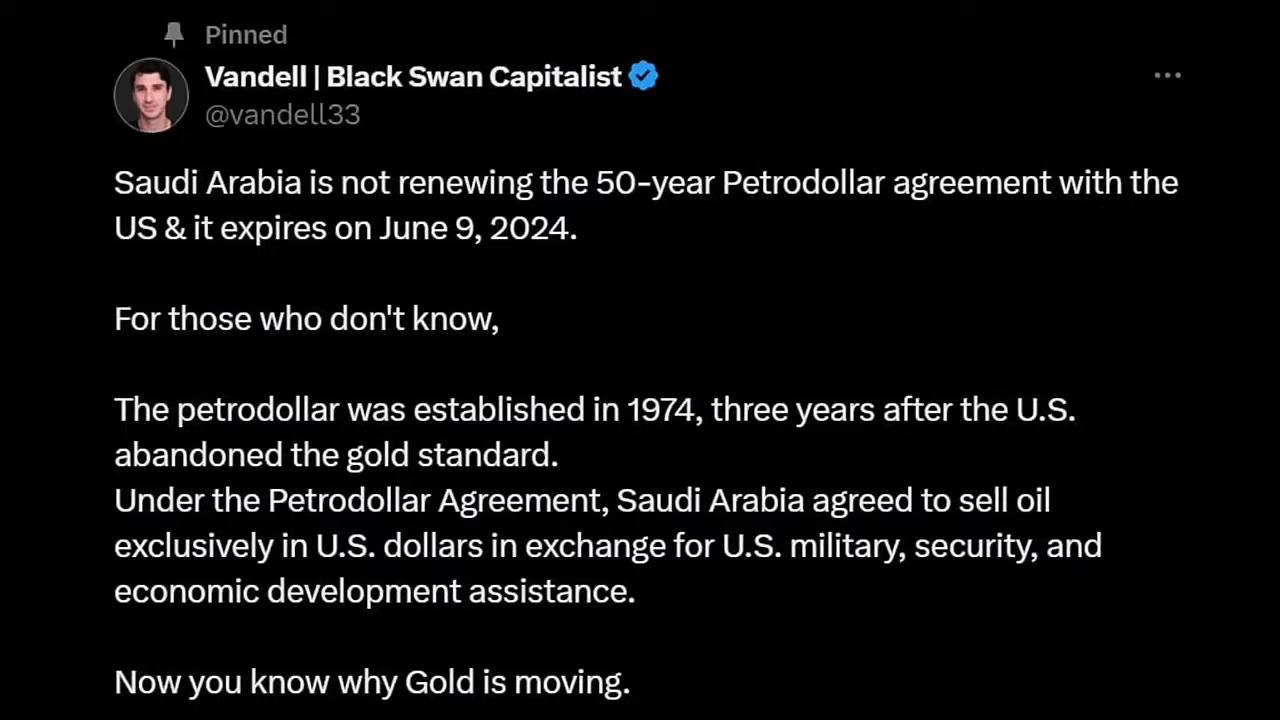 Pinned
Vandell | Black Swan Capitalist
@vandell33
Saudi Arabia is not renewing the 50-year Petrodollar agreement with the
US & it expires on June 9, 2024.
For those who don't know,
The petrodollar was established in 1974, three years after the U.S.
abandoned the gold standard.
Under the Petrodollar Agreement, Saudi Arabia agreed to sell oil
exclusively in U.S. dollars in exchange for U.S. military, security, and
economic development assistance.
Now you know why Gold is moving.